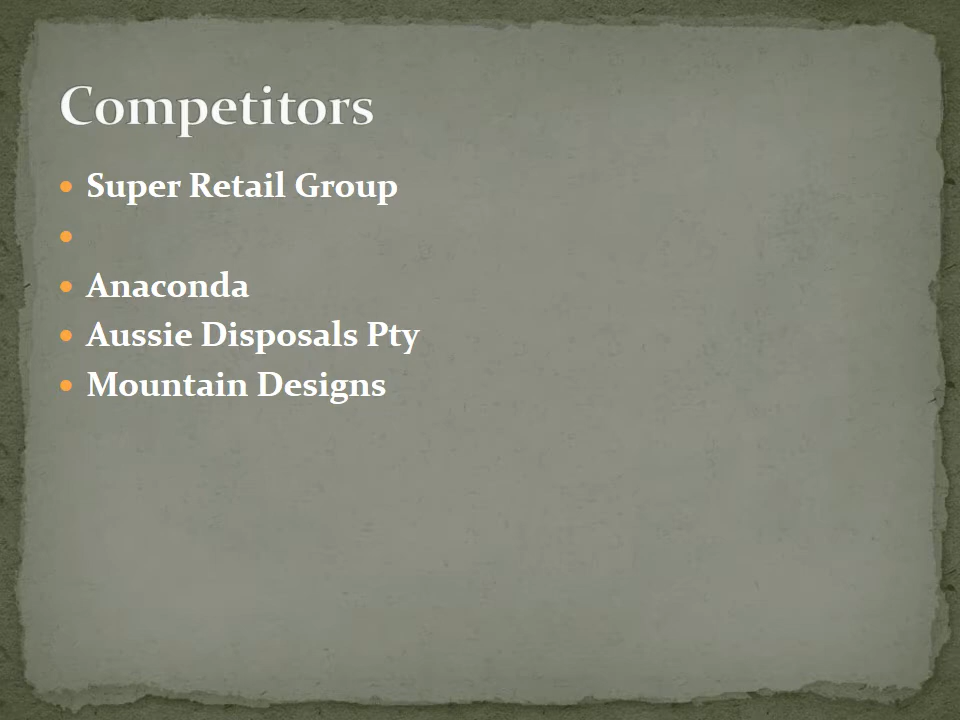 Competitors
• Super Retail Group
•
• Anaconda
• Aussie Disposals Pty
• Mountain Designs